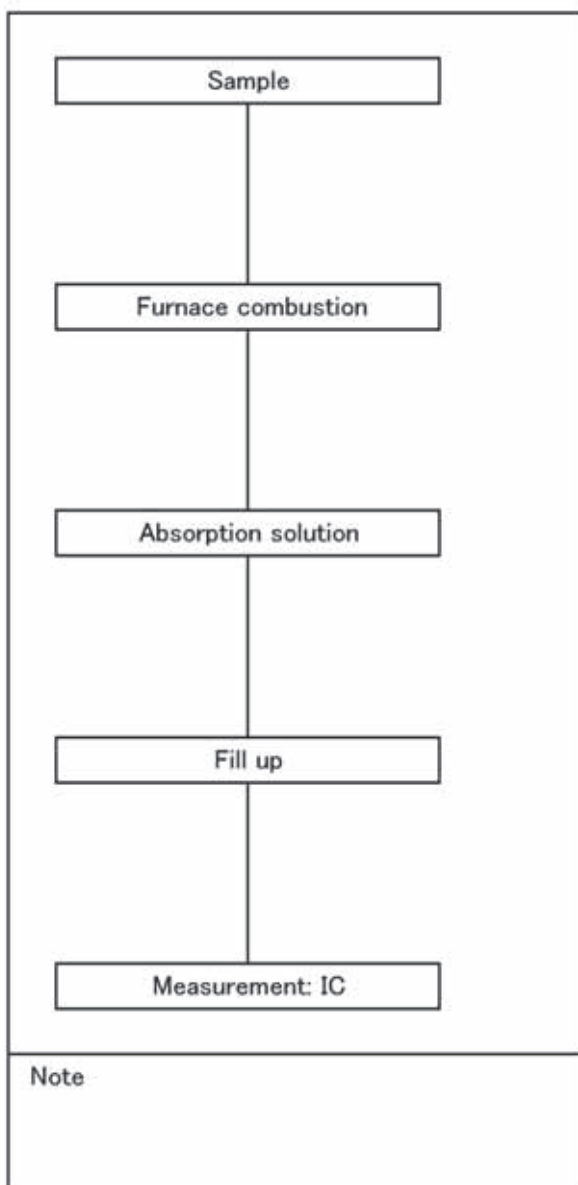 Sample
Furnace combustion
Absorption solution
Fill up
Measurement: IC
Note